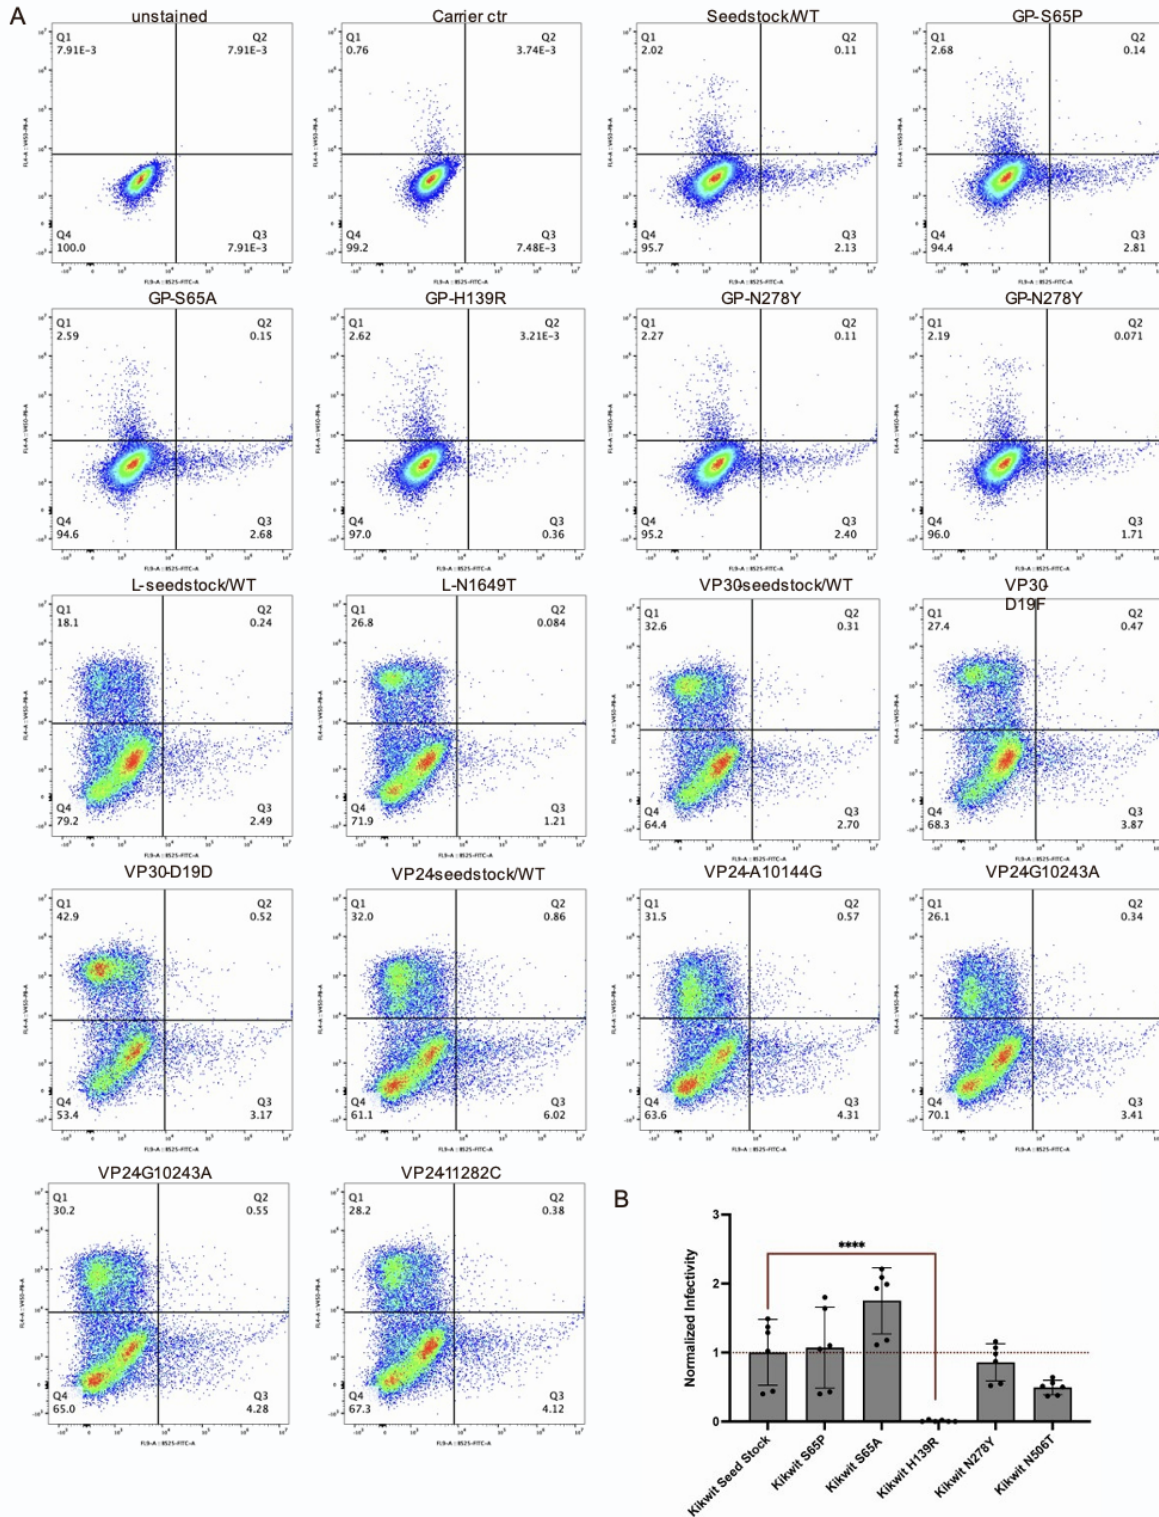 A
unstained
Carrier ctr
Seedstock/WT
GP-S65P
Q1
7.91E-3
Q2
7.91E-3
Q4
100.0
Q3
7.91E-3
Q1
0.76
Q2
3.74E-3
Q4
99.2
Q3
7.48E-3
Q1
2.02
Q2
0.11
Q4
95.7
Q3
2.13
Q1
2.68
Q2
0.14
Q4
94.4
Q3
2.81
GP-S65A
GP-H139R
GP-N278Y
GP-N278Y
Q1
2.59
Q2
0.15
Q4
94.6
Q3
2.68
Q1
2.62
Q2
3.21E-3
Q4
97.0
Q3
0.36
Q1
2.27
Q2
0.11
Q4
95.2
Q3
2.40
Q1
2.19
Q2
0.071
Q4
96.0
Q3
1.71
L-seedstock/WT
L-N1649T
VP30-seedstock/WT
VP30-
D19F
Q1
18.1
Q2
0.24
Q4
79.2
Q3
2.49
Q1
26.8
Q2
0.084
Q4
71.9
Q3
1.21
Q1
32.6
Q2
0.31
Q4
64.4
Q3
2.70
Q1
27.4
Q2
0.47
Q4
68.3
Q3
3.87
VP30-D19D
VP24seedstock/WT
VP24-A10144G
VP24G10243A
Q1
42.9
Q2
0.52
Q4
53.4
Q3
3.17
Q1
32.0
Q2
0.86
Q4
61.1
Q3
6.02
Q1
31.5
Q2
0.57
Q4
63.6
Q3
4.31
Q1
26.1
Q2
0.34
Q4
70.1
Q3
3.41
VP24G10243A
VP2411282C
Q1
30.2
Q2
0.55
Q4
65.0
Q3
4.28
Q1
28.2
Q2
0.38
Q4
67.3
Q3
4.12
B
Normalized Infectivity
3
2
1
0
****
Kikwit Seed Stock
Kikwit S65P
Kikwit S65A
Kikwit H139R
Kikwit N278Y
Kikwit N506T